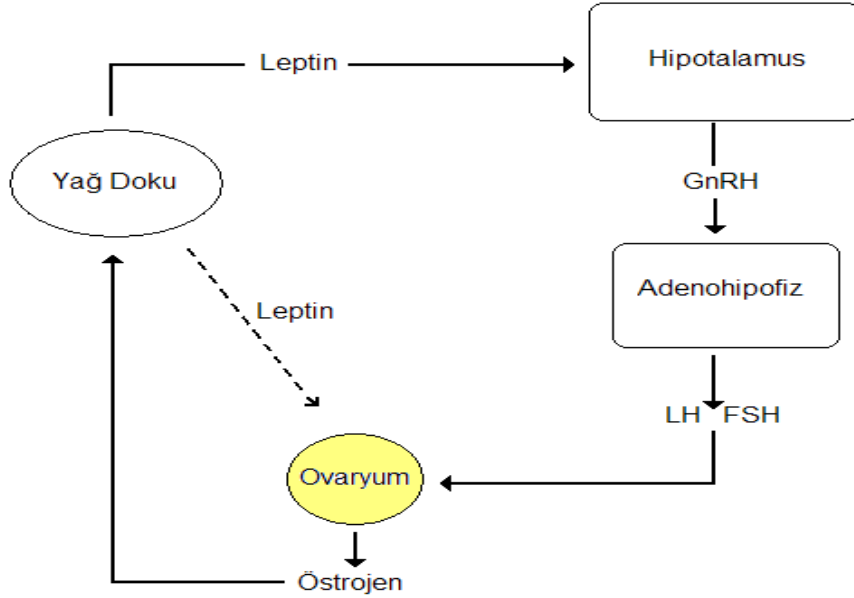 Leptin
Hipotalamus
Yağ Doku
GnRH
Adenohipofiz
Leptin
LH FSH
Ovaryum
Östrojen